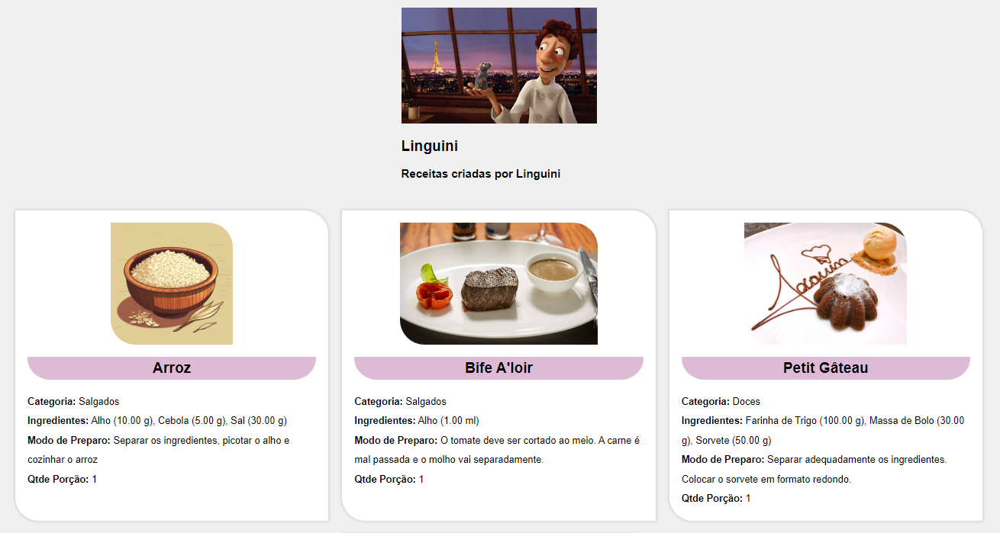 Linguini
Receitas criadas por Linguini
Arroz
Categoria: Salgados
Ingredientes: Alho (10.00 g), Cebola (5.00 g), Sal (30.00 g)
Modo de Preparo: Separar os ingredientes, picotar o alho e
cozinhar o arroz
Qtde Porção: 1
Bife A'loir
Categoria: Salgados
Ingredientes: Alho (1.00 ml)
Modo de Preparo: O tomate deve ser cortado ao meio. A carne é
mal passada e o molho vai separadamente.
Qtde Porção: 1
Petit Gâteau
Categoria: Doces
Ingredientes: Farinha de Trigo (100.00 g), Massa de Bolo (30.00
g), Sorvete (50.00 g)
Modo de Preparo: Separar adequadamente os ingredientes.
Colocar o sorvete em formato redondo.
Qtde Porção: 1